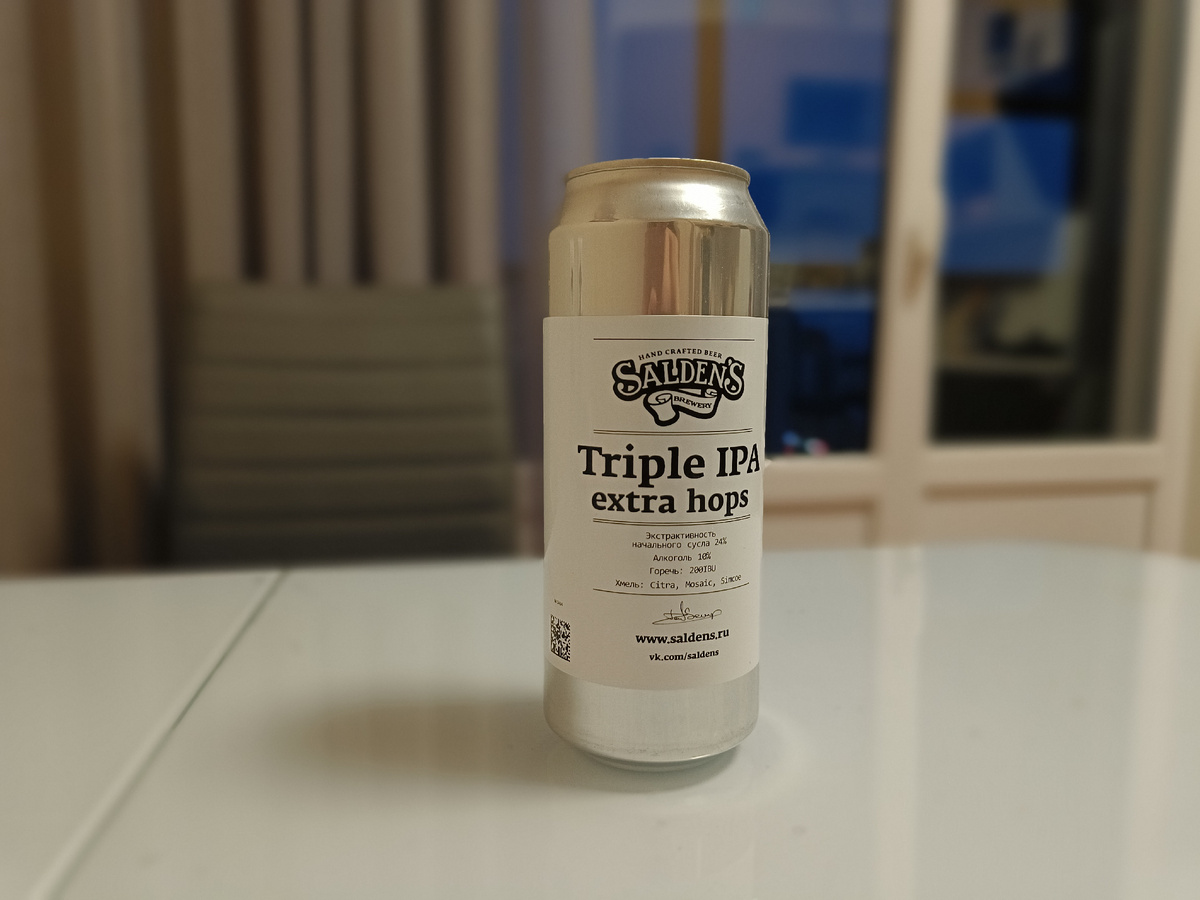 HAND CRAFTED BEER
SALDEN'S
BREWERY
Triple IPA
extra hops
Экстрактивность
начального сусла 24%
Алкоголь 10%
Горечь: 200IBU
Хмель: Citra, Mosaic, Simcoe
www.saldens.ru
vk.com/saldens